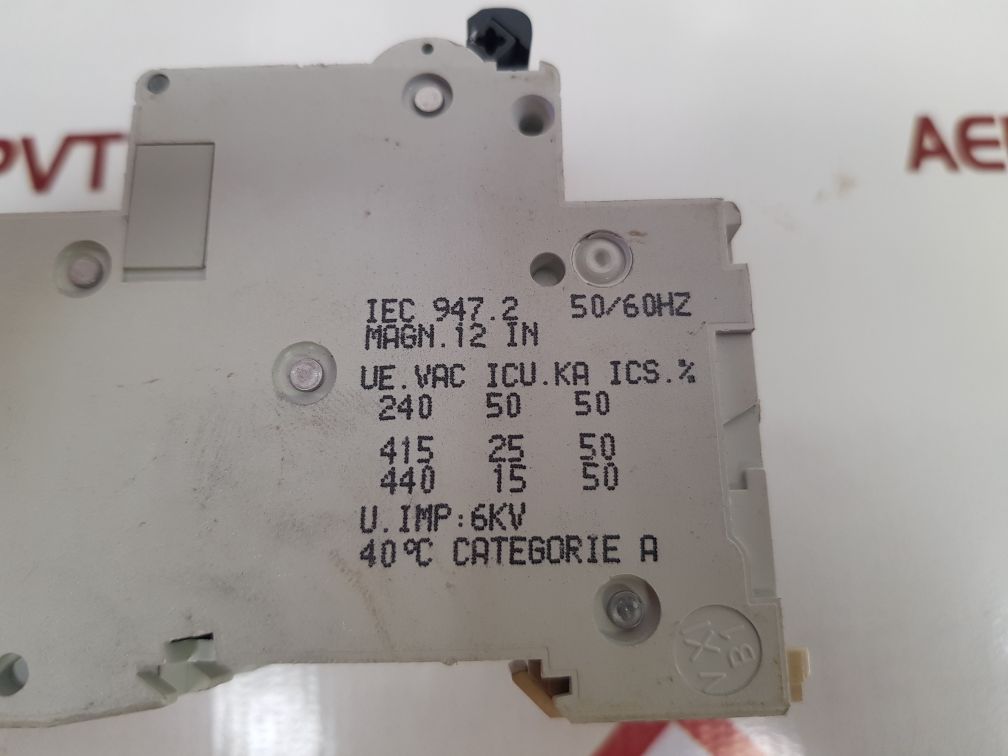 PVT
AE
IEC 947.2 50/60HZ
MAGN.12 IN
UE.VAC ICU.KA ICS.%
240 50 50
415 25 50
440 15 50
U.IMP:6KV
40°C CATEGORIE A